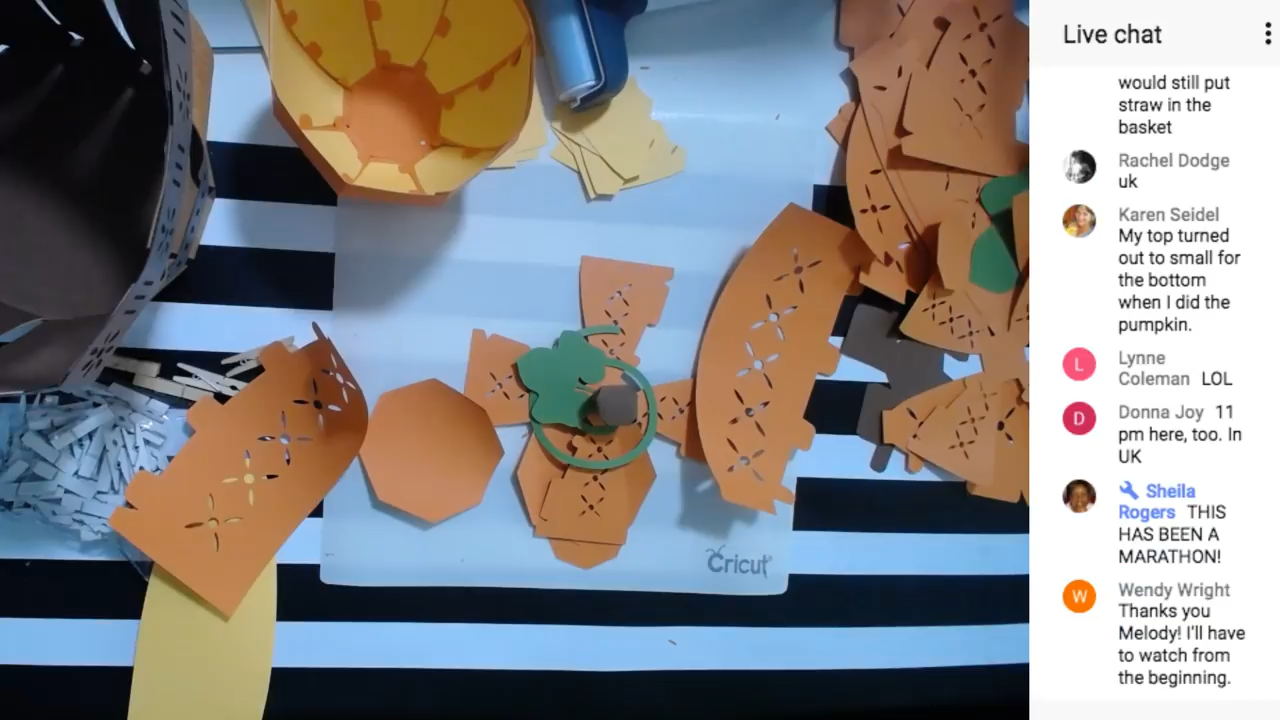 Live chat
would still put
straw in the
basket
Rachel Dodge
uk
Karen Seidel
My top turned
out to small for
the bottom
when I did the
pumpkin.
L
Lynne
Coleman LOL
D
Donna Joy 11
pm here, too. In
UK
Sheila
Rogers THIS
HAS BEEN A
MARATHON!
W
Wendy Wright
Thanks you
Melody! I'll have
to watch from
the beginning.
Cricut